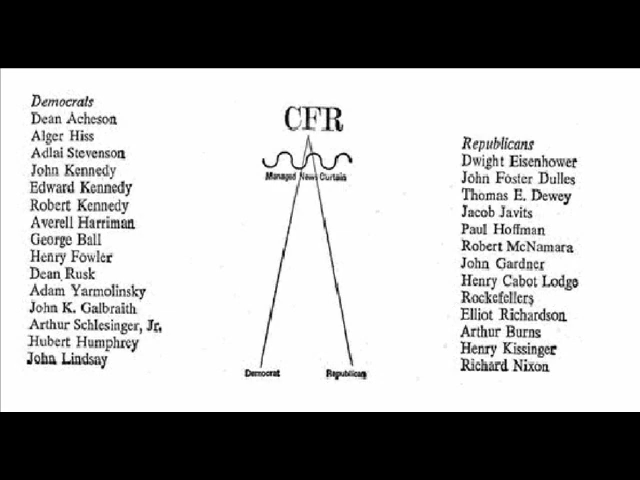 Democrats
Dean Acheson
Alger Hiss
Adlai Stevenson
John Kennedy
Edward Kennedy
Robert Kennedy
Averell Harriman
George Ball
Henry Fowler
Dean Rusk
Adam Yarmolinsky
John K. Galbraith
Arthur Schlesinger, Jr.
Hubert Humphrey
John Lindsay
CFR
Managed News Curtain
Democrat
Republican
Republicans
Dwight Eisenhower
John Foster Dulles
Thomas E. Dewey
Jacob Javits
Paul Hoffman
Robert McNamara
John Gardner
Henry Cabot Lodge
Rockefellers
Elliot Richardson
Arthur Burns
Henry Kissinger
Richard Nixon